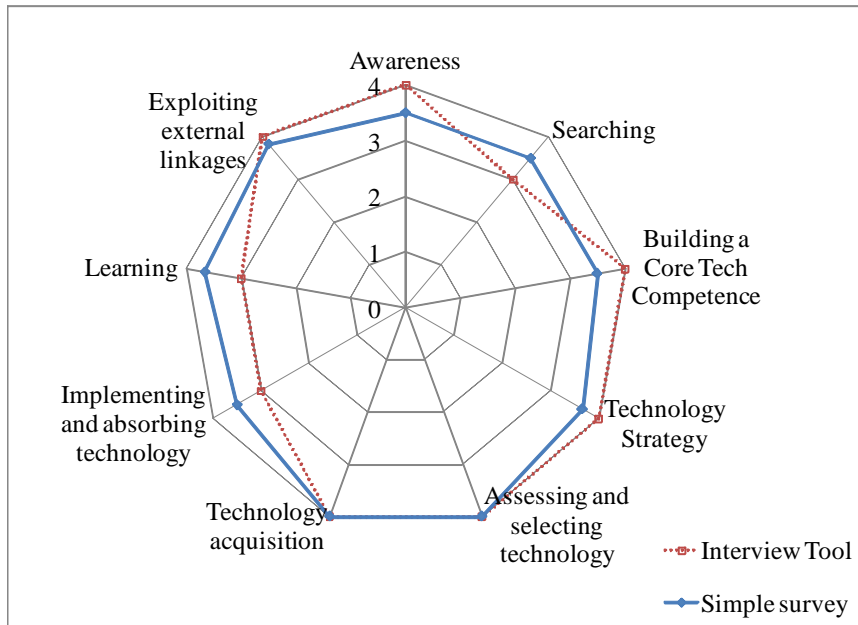 Awareness
4
3
2
1
0
Searching
Building a
Core Tech
Competence
Technology
Strategy
Assessing and
selecting
technology
Technology
acquisition
Implementing
and absorbing
technology
Learning
Exploiting
external
linkages
Interview Tool
Simple survey